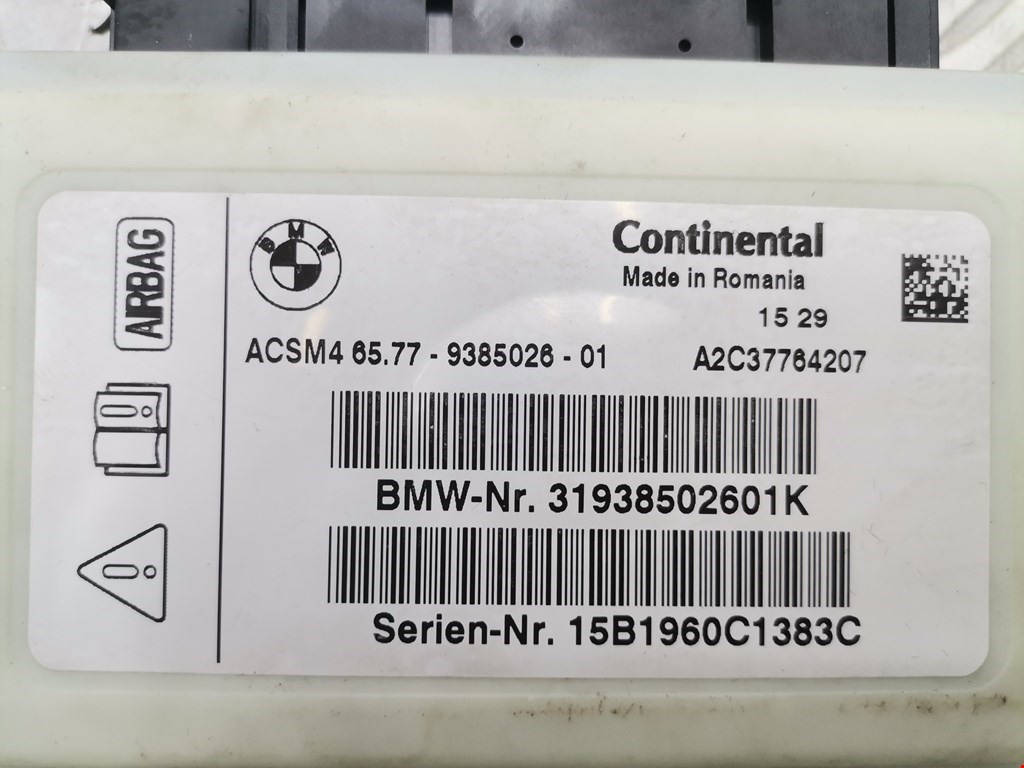 AIRBAG
BMW
Continental
Made in Romania
15 29
ACSM4 65.77 - 9385026 - 01 A2C37764207
BMW-Nr. 31938502601K
Serien-Nr. 15B1960C1383C